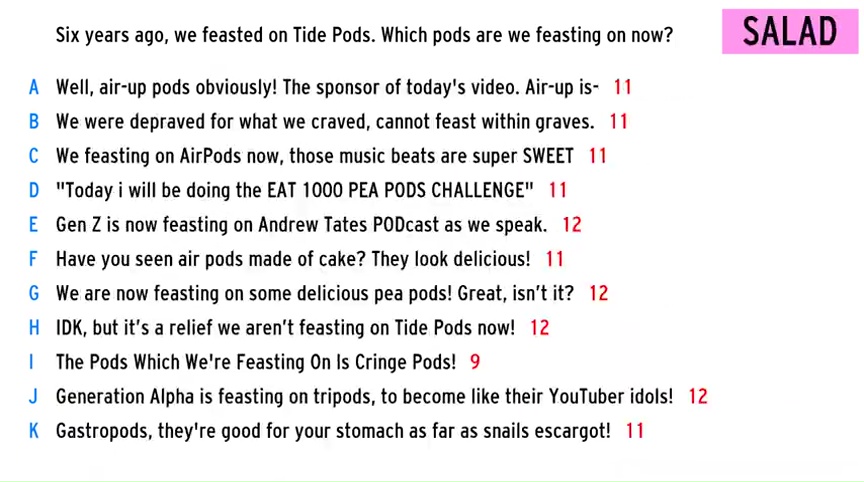 Six years ago, we feasted on Tide Pods. Which pods are we feasting on now?
SALAD
A Well, air-up pods obviously! The sponsor of today's video. Air-up is- 11
B We were depraved for what we craved, cannot feast within graves. 11
C We feasting on AirPods now, those music beats are super SWEET 11
D "Today i will be doing the EAT 1000 PEA PODS CHALLENGE" 11
E Gen Z is now feasting on Andrew Tates PODcast as we speak. 12
F Have you seen air pods made of cake? They look delicious! 11
G We are now feasting on some delicious pea pods! Great, isn’t it? 12
H IDK, but it’s a relief we aren’t feasting on Tide Pods now! 12
I The Pods Which We're Feasting On Is Cringe Pods! 9
J Generation Alpha is feasting on tripods, to become like their YouTuber idols! 12
K Gastropods, they're good for your stomach as far as snails escargot! 11